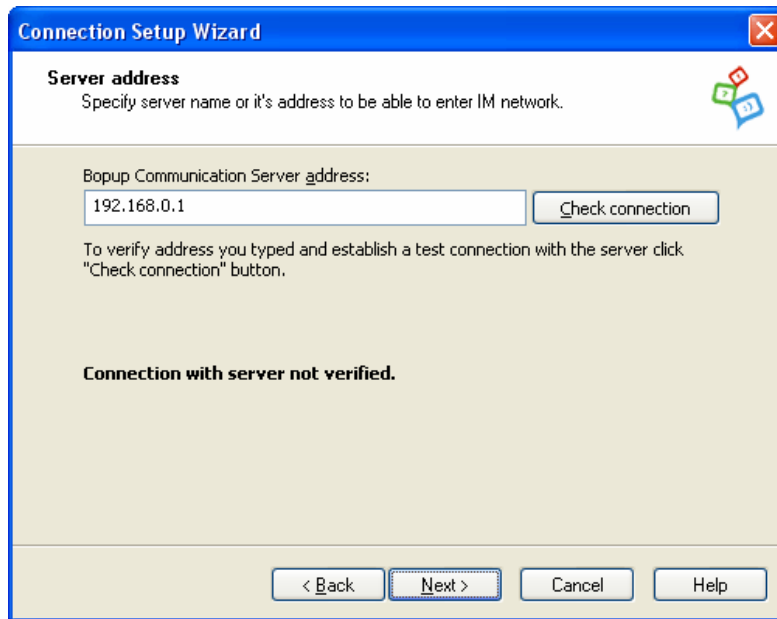 Connection Setup Wizard
Server address
Specify server name or it's address to be able to enter IM network.
Bopup Communication Server address:
192.168.0.1
Check connection
To verify address you typed and establish a test connection with the server click
"Check connection" button.
Connection with server not verified.
< Back
Next >
Cancel
Help